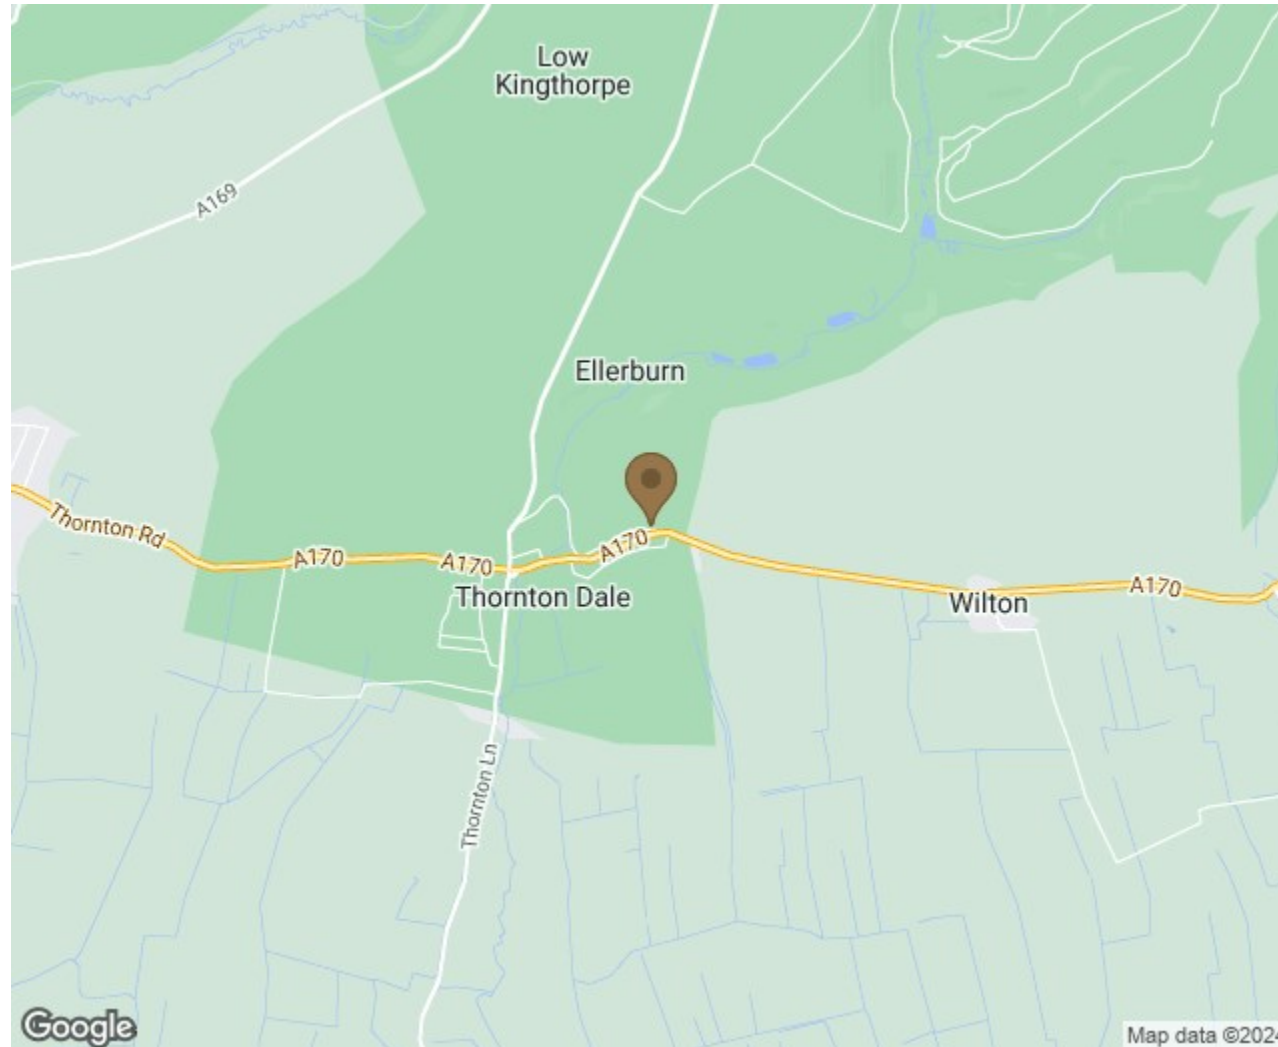 Low
Kingthorpe
A169
Ellerburn
Thornton Rd
A170
A170
A170
A170
Thornton Dale
Wilton
Thornton Ln
Google
Map data ©2024